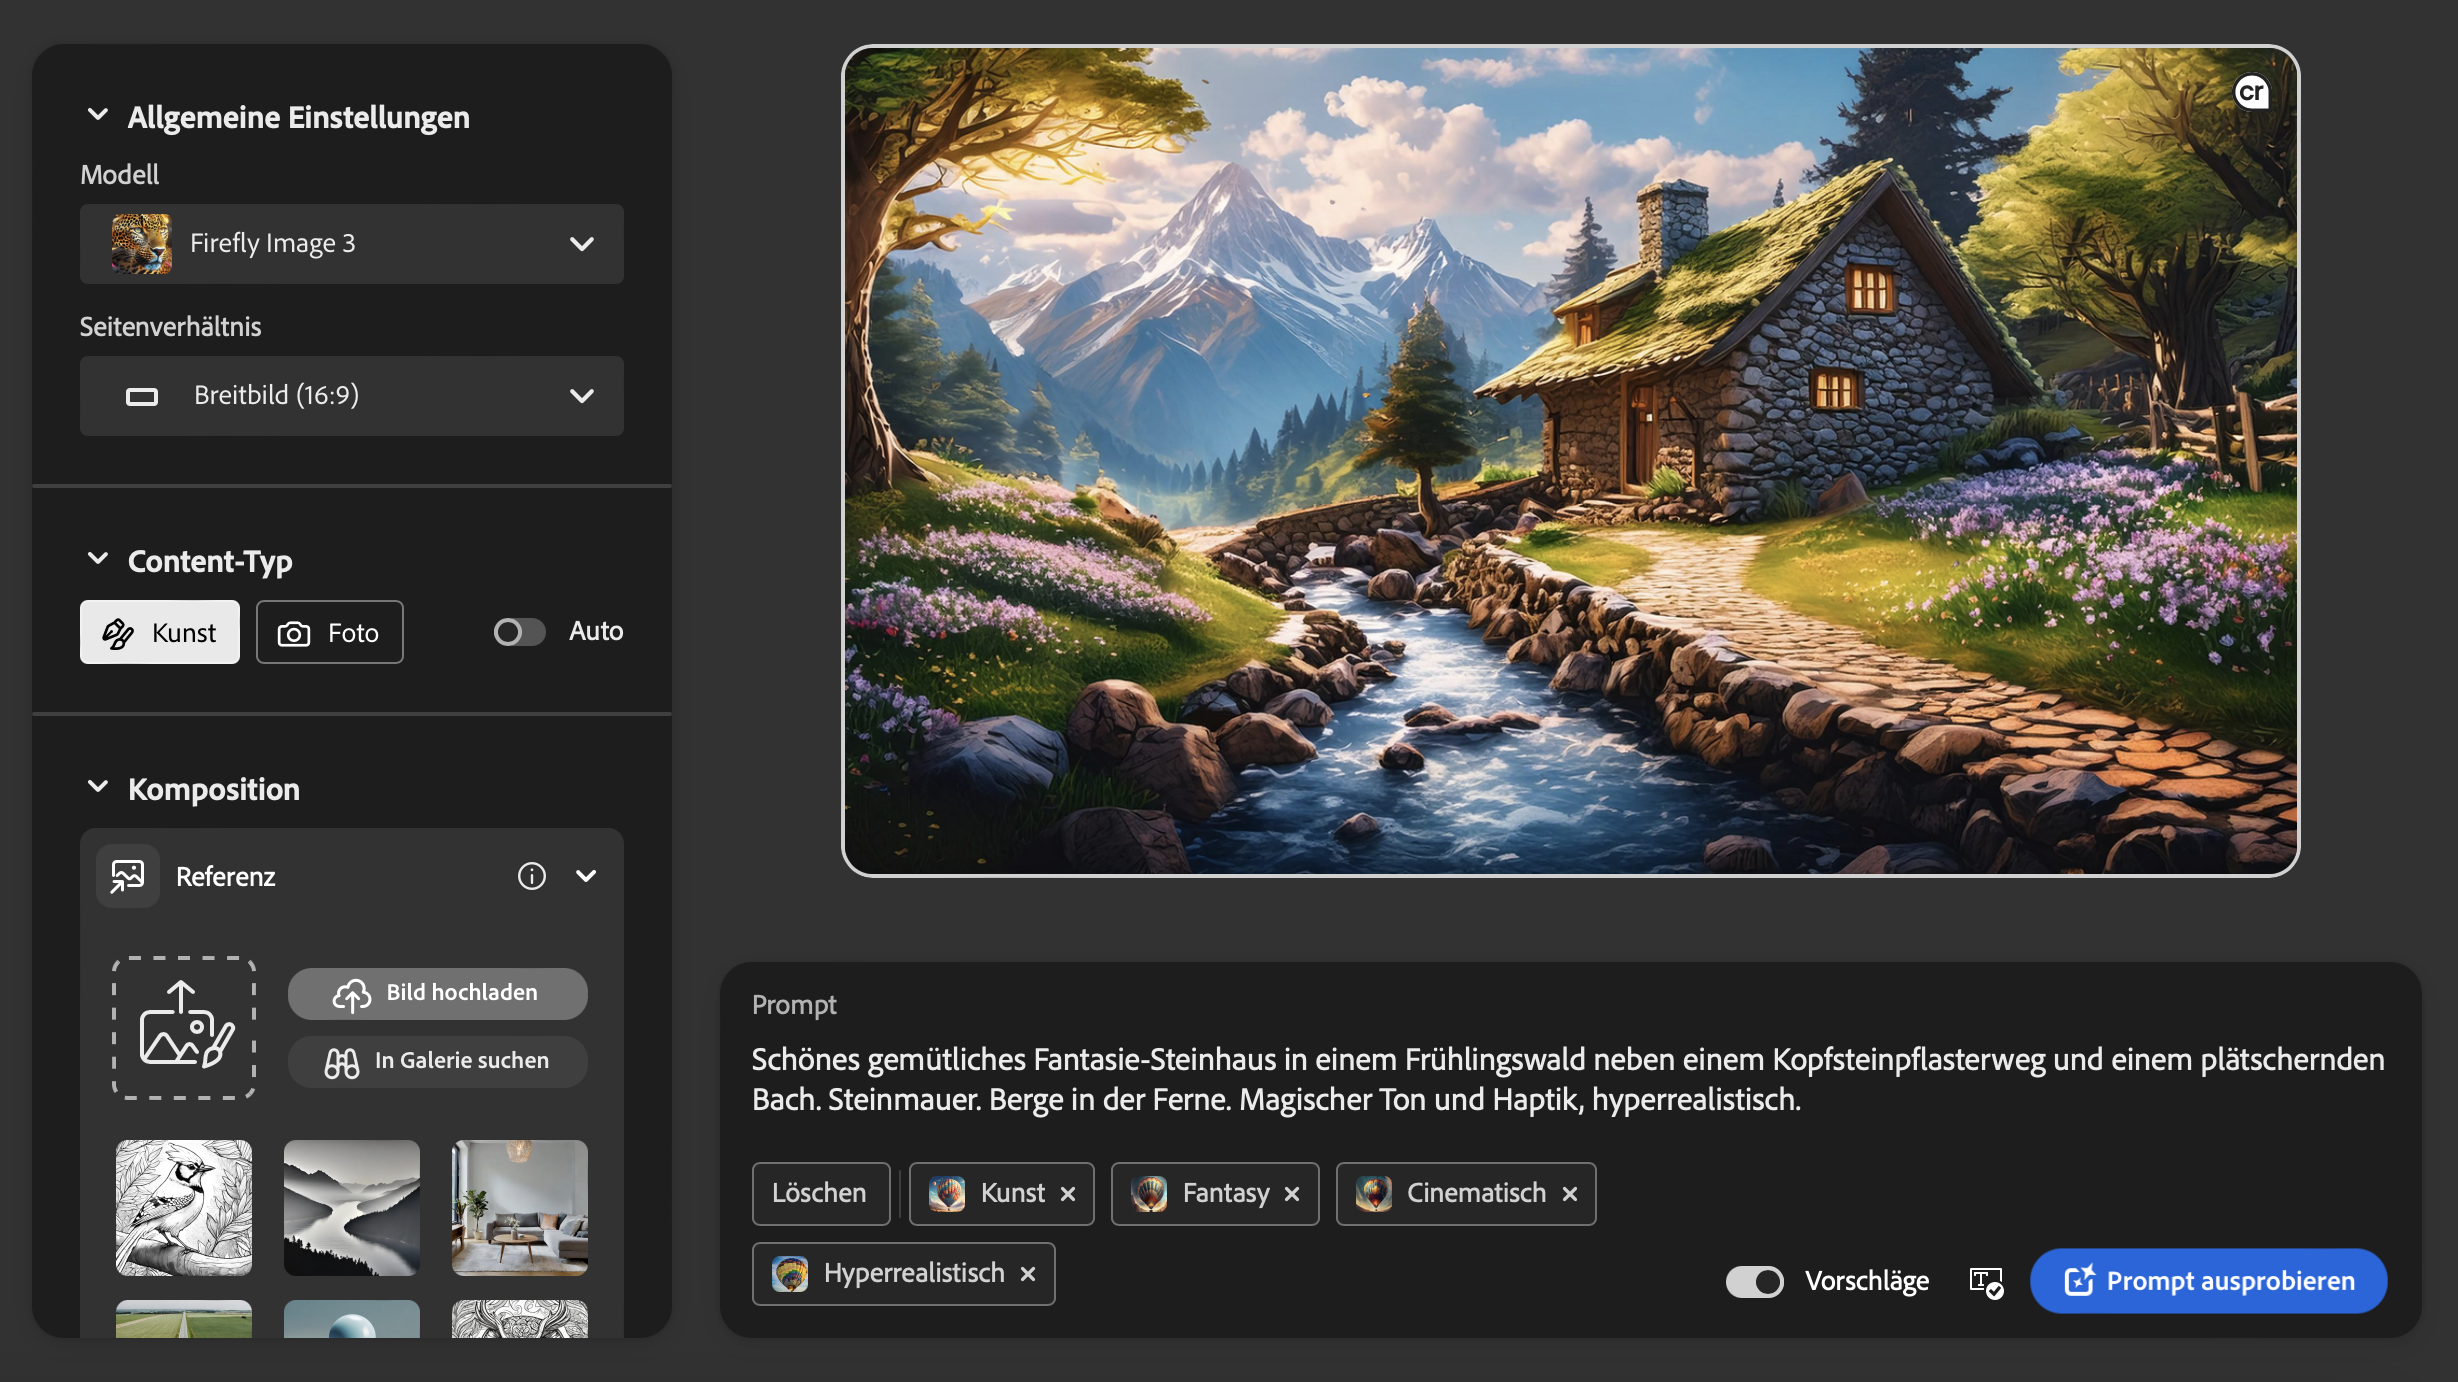 Allgemeine Einstellungen
Modell
Firefly Image 3
Seitenverhältnis
Breitbild (16:9)
Content-Typ
Kunst
Foto
Auto
Komposition
Referenz
Bild hochladen
In Galerie suchen
cr
Prompt
Schönes gemütliches Fantasie-Steinhaus in einem Frühlingswald neben einem Kopfsteinpflasterweg und einem plätschernden
Bach. Steinmauer. Berge in der Ferne. Magischer Ton und Haptik, hyperrealistisch.
Löschen
Kunst
Fantasy
Cinematisch
Hyperrealistisch
Vorschläge
Prompt ausprobieren